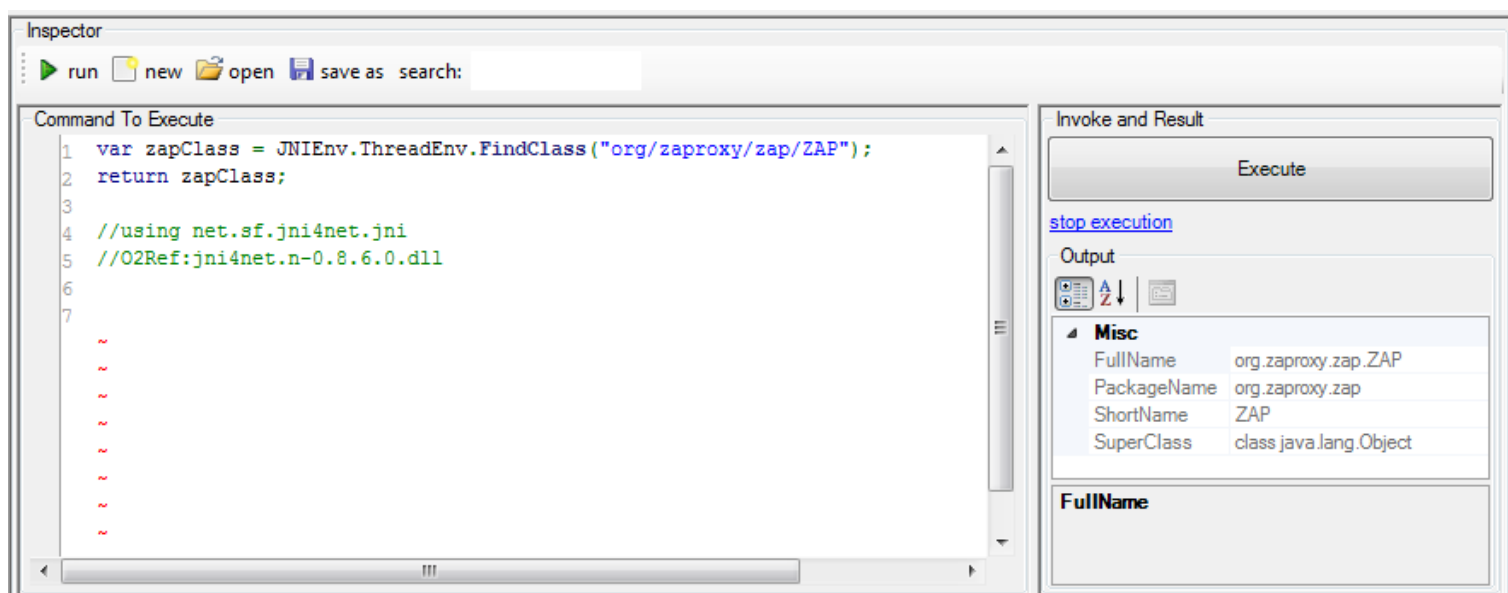 Inspector
run new open save as search:
Command To Execute
1 var zapClass = JNIEnv.ThreadEnv.FindClass("org/zaproxy/zap/ZAP");
2 return zapClass;
3
4 //using net.sf.jni4net.jni
5 //O2Ref:jni4net.n-0.8.6.0.dll
6
7
~
~
~
~
~
~
~
~
Invoke and Result
Execute
stop execution
Output
A
Z
Misc
FullName org.zaproxy.zap.ZAP
PackageName org.zaproxy.zap
ShortName ZAP
SuperClass class java.lang.Object
FullName